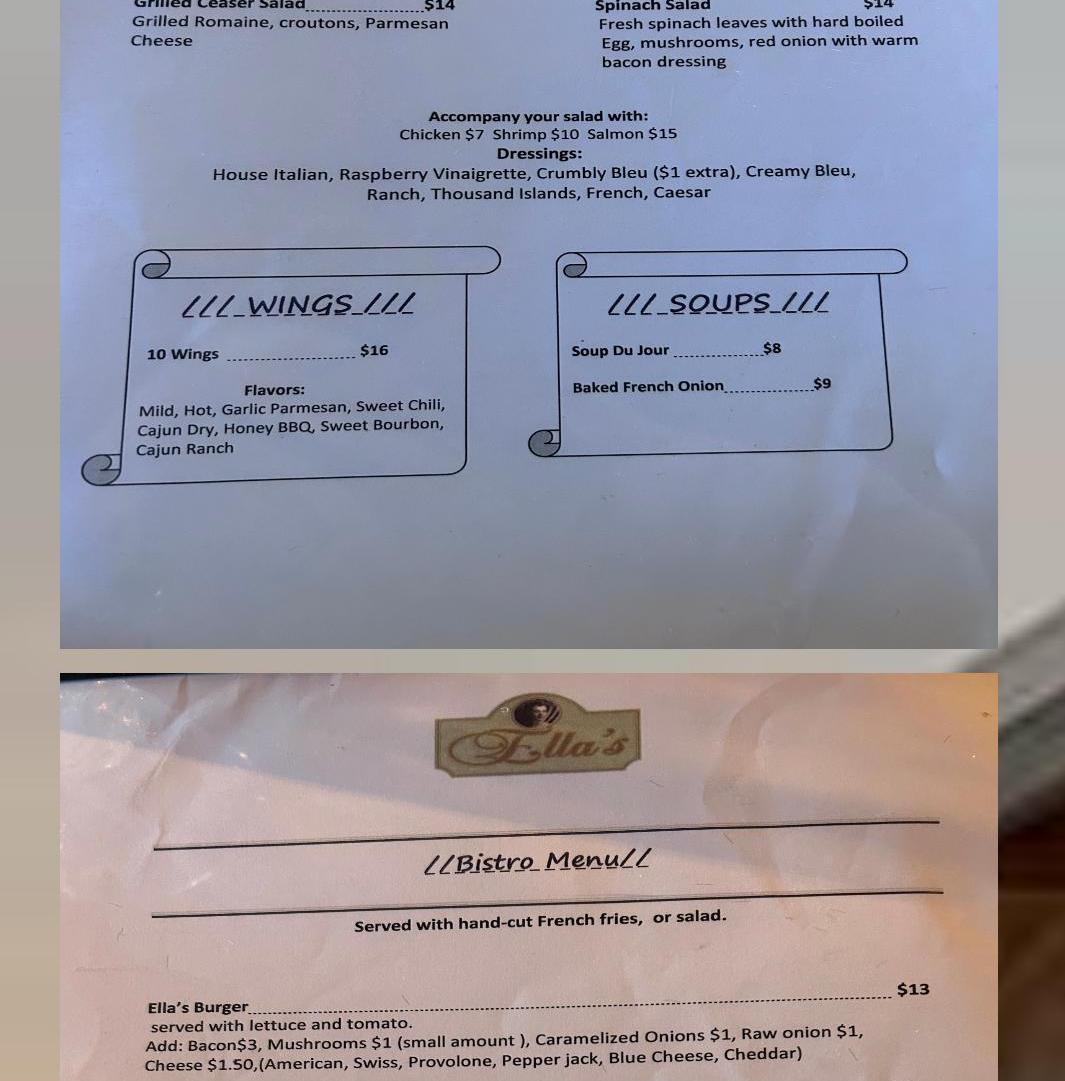 Grilled Ceaser Salad $14
Grilled Romaine, croutons, Parmesan
Cheese
Spinach Salad $14
Fresh spinach leaves with hard boiled
Egg, mushrooms, red onion with warm
bacon dressing
Accompany your salad with:
Chicken $7 Shrimp $10 Salmon $15
Dressings:
House Italian, Raspberry Vinaigrette, Crumbly Bleu ($1 extra), Creamy Bleu,
Ranch, Thousand Islands, French, Caesar
///_WINGS_///
10 Wings $16
Flavors:
Mild, Hot, Garlic Parmesan, Sweet Chili,
Cajun Dry, Honey BBQ, Sweet Bourbon,
Cajun Ranch
///_SOUPS_///
Soup Du Jour $8
Baked French Onion $9
Ella's
//Bistro Menu//
Served with hand-cut French fries, or salad.
Ella's Burger $13
served with lettuce and tomato.
Add: Bacon$3, Mushrooms $1 (small amount ), Caramelized Onions $1, Raw onion $1,
Cheese $1.50,(American, Swiss, Provolone, Pepper jack, Blue Cheese, Cheddar)